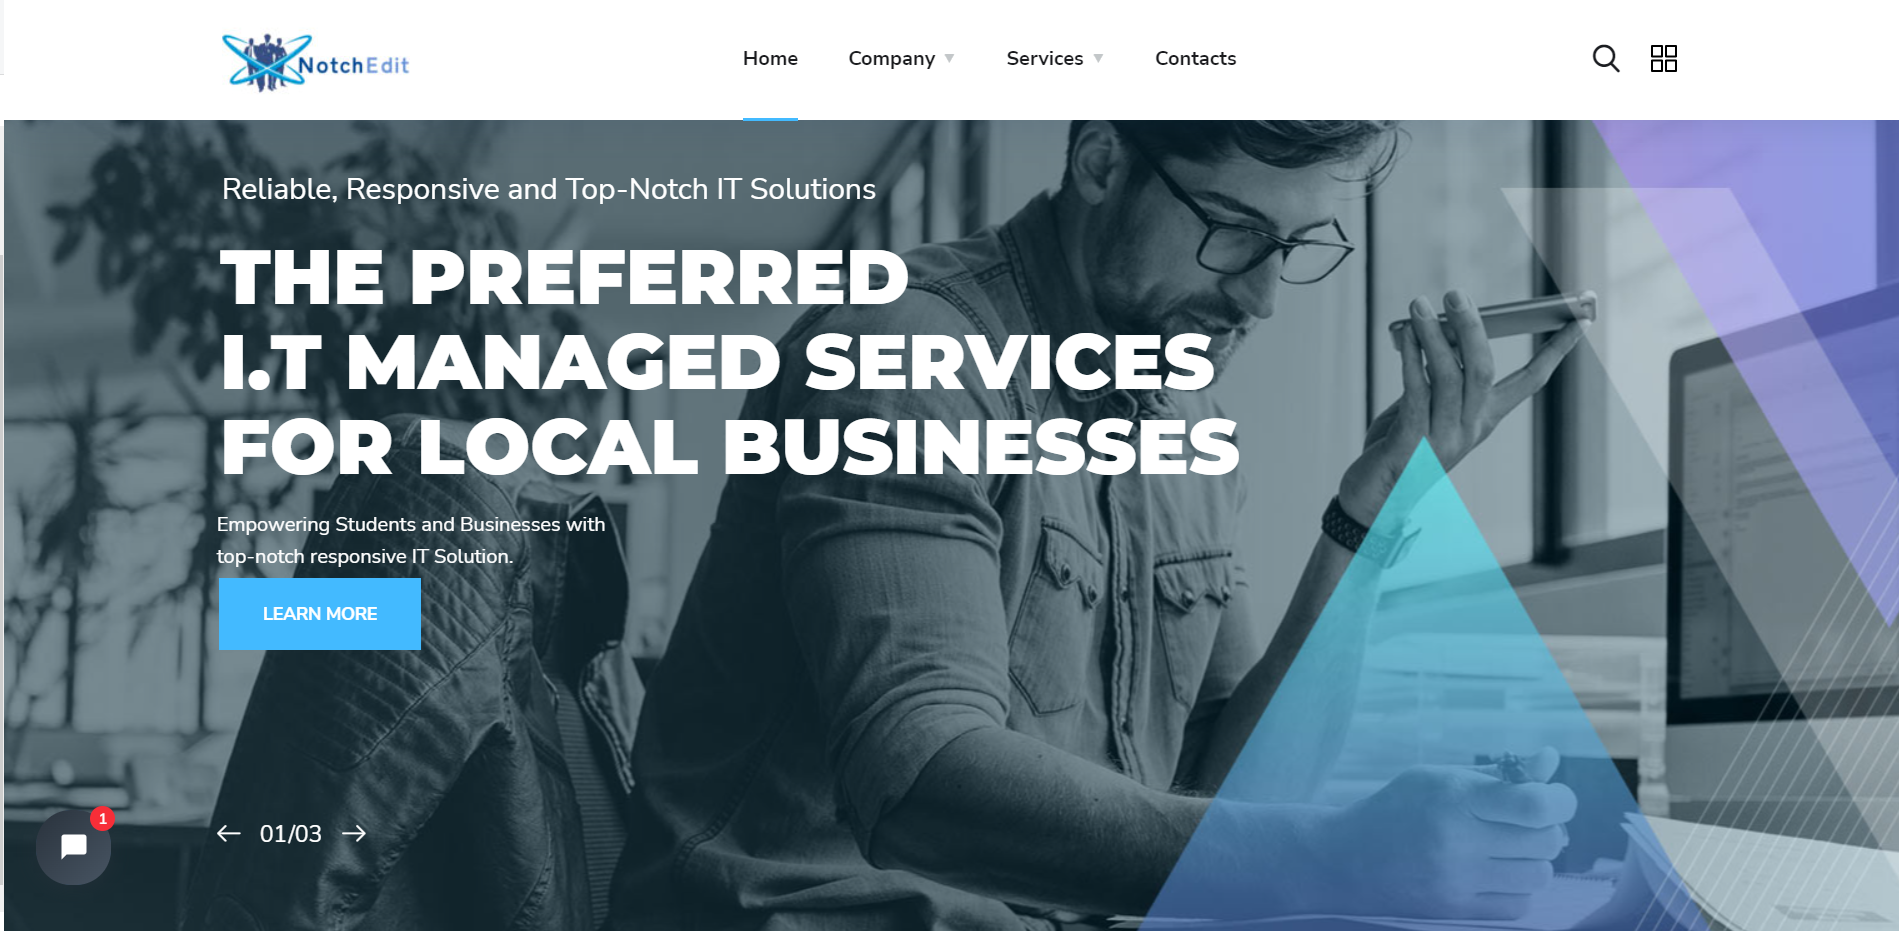 NotchEdit
Home Company Services Contacts
Reliable, Responsive and Top-Notch IT Solutions
THE PREFERRED
I.T MANAGED SERVICES
FOR LOCAL BUSINESSES
Empowering Students and Businesses with
top-notch responsive IT Solution.
LEARN MORE
01/03
1